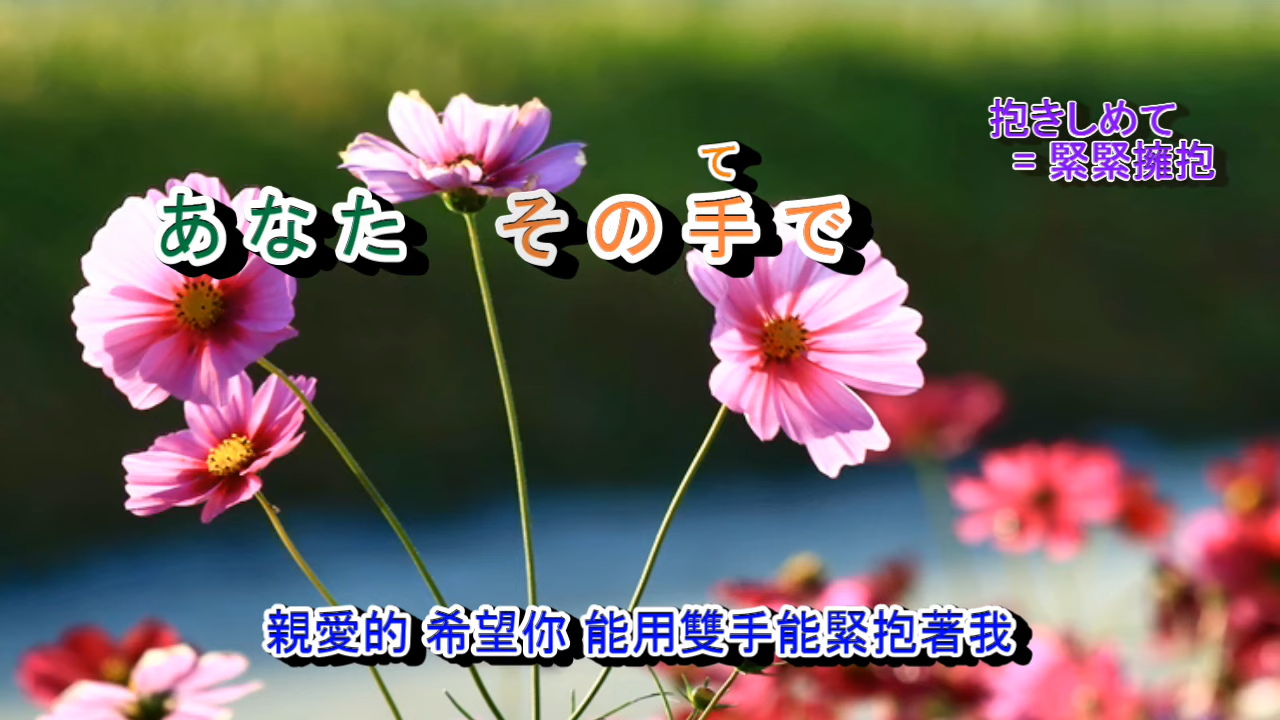 抱きしめて
= 緊緊擁抱
て
あなた その手で
親愛的 希望你 能用雙手能緊抱著我